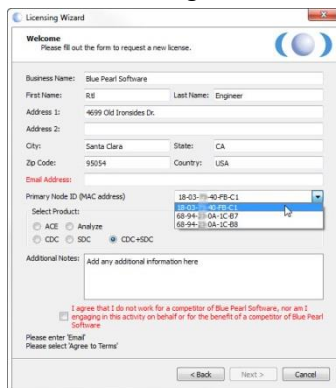 Licensing Wizard
Welcome
Please fill out the form to request a new license.
Business Name: Blue Pearl Software
First Name: Rtl Last Name: Engineer
Address 1: 4699 Old Ironsides Dr.
Address 2:
City: Santa Clara State: CA
Zip Code: 95054 Country: USA
Email Address:
Primary Node ID (MAC address) 18-03- -40-FB-C1
18-03- -40-FB-C1
68-94- -0A-1C-B7
68-94- -0A-1C-B8
Select Product:
ACE Analyze
CDC SDC CDC+SDC
Additional Notes: Add any additional information here
I agree that I do not work for a competitor of Blue Pearl Software, nor am I
engaging in this activity on behalf or for the benefit of a competitor of Blue Pearl
Software
Please enter 'Email'
Please select 'Agree to Terms'
< Back Next > Cancel